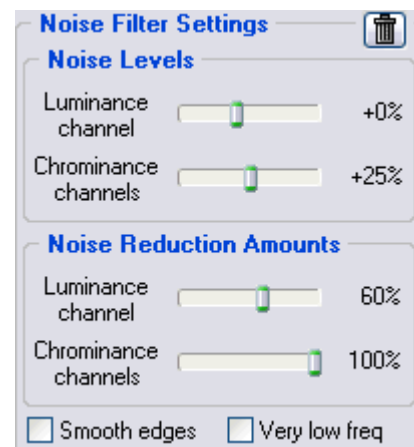 Noise Filter Settings
Noise Levels
Luminance
channel
+0%
Chrominance
channels
+25%
Noise Reduction Amounts
Luminance
channel
60%
Chrominance
channels
100%
Smooth edges
Very low freq